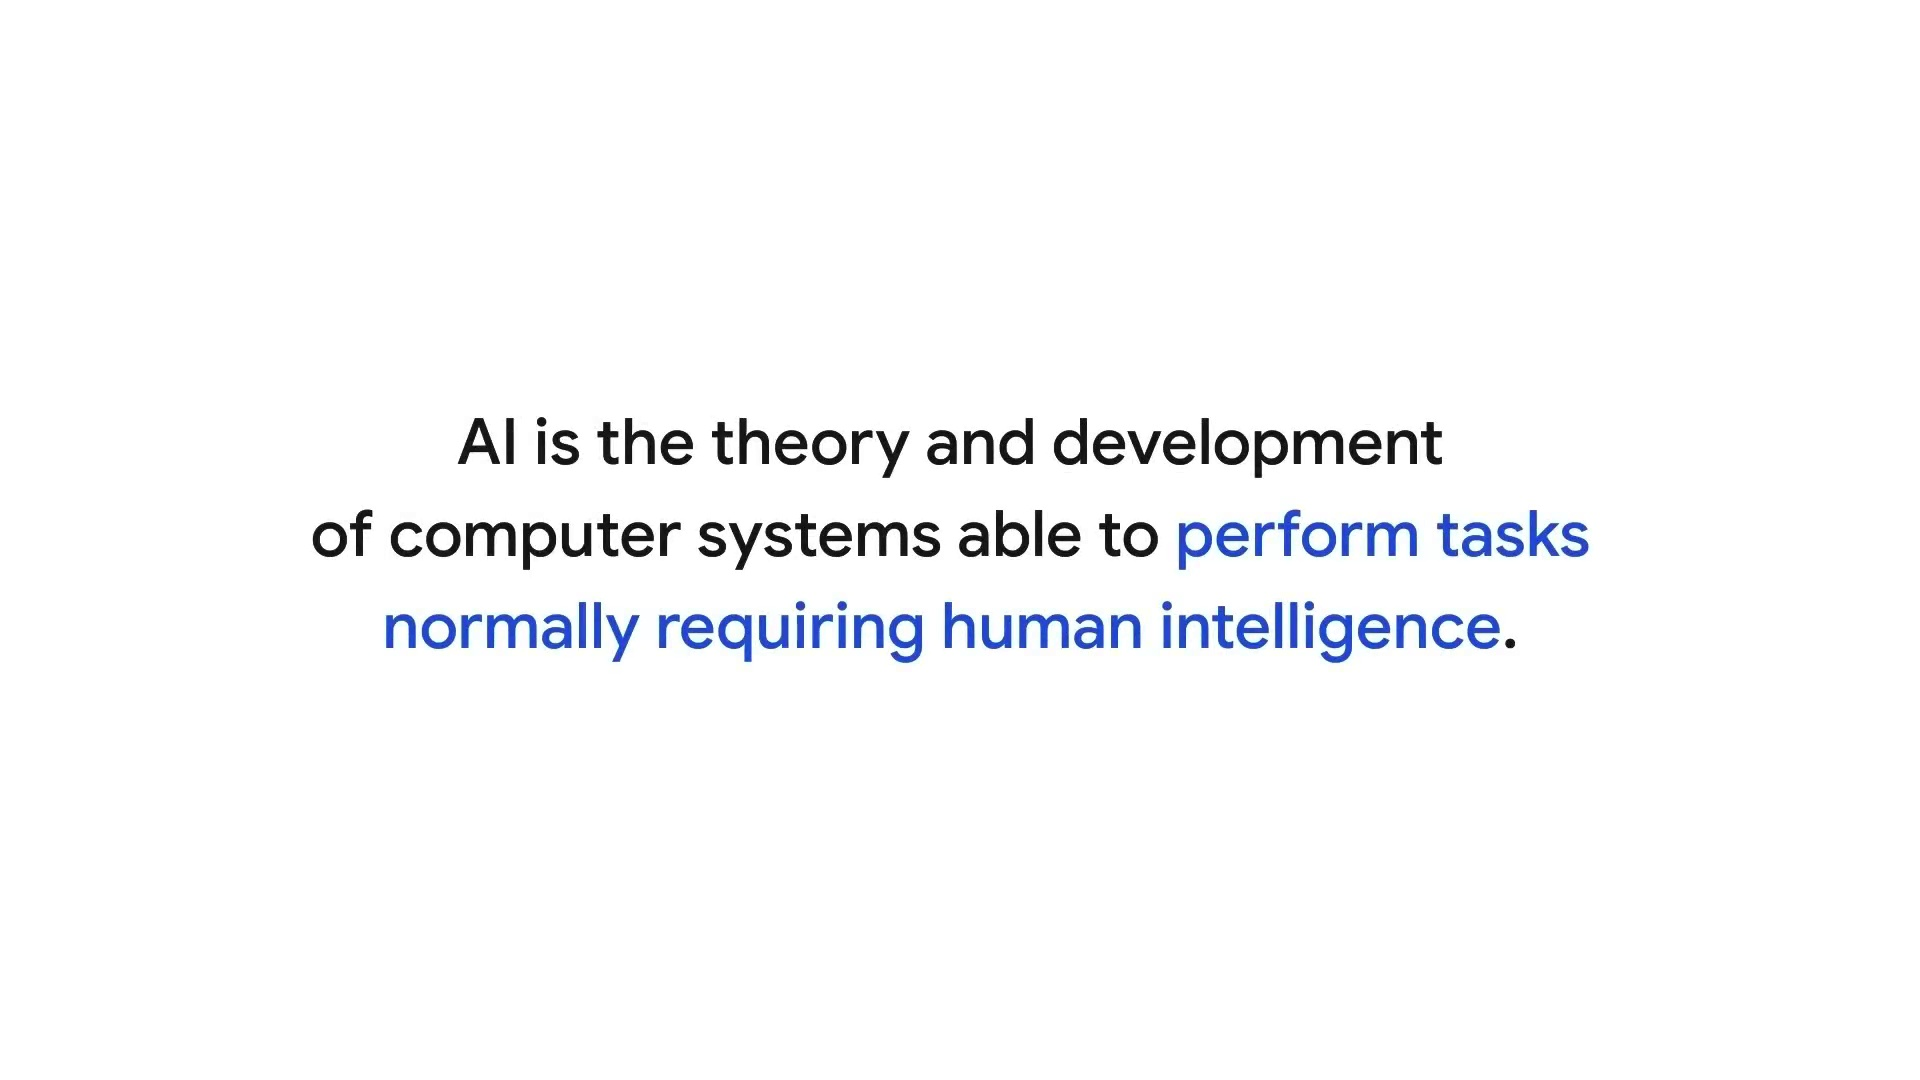 AI is the theory and development
of computer systems able to perform tasks
normally requiring human intelligence.